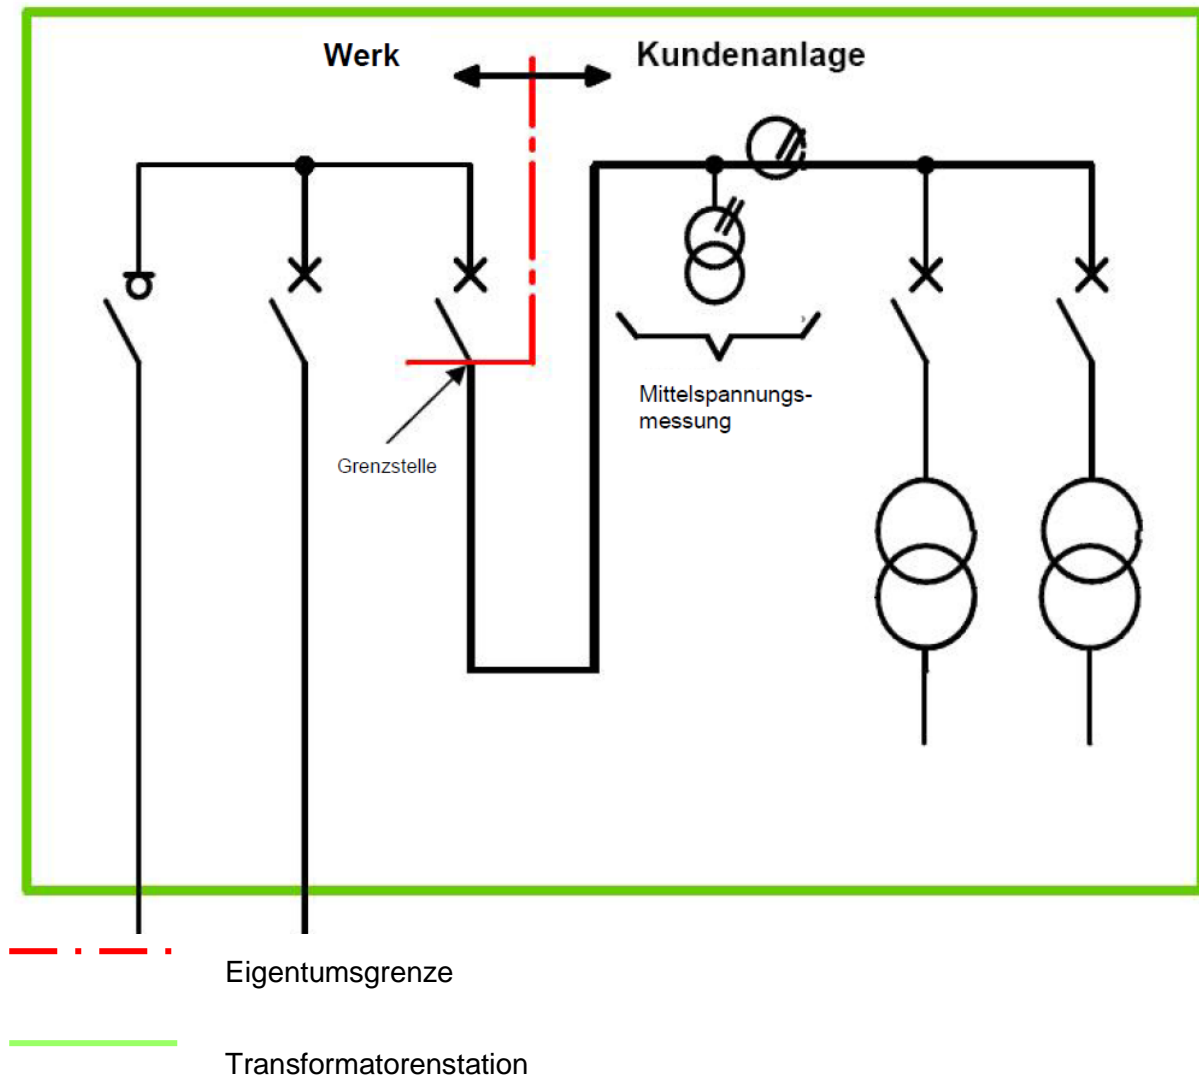 Werk
Kundenanlage
Mittelspannungs-
messung
Grenzstelle
Eigentumsgrenze
Transformatorenstation